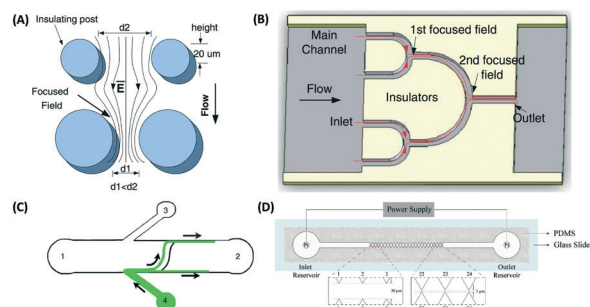 (A)
Insulating post
d2
height
20 um
E
Focused
Field
Flow
d1
d1<d2
(B)
Main
Channel
1st focused field
2nd focused
field
Flow
Insulators
Inlet
Outlet
(C)
1
2
3
4
(D)
Power Supply
PDMS
Glass Slide
Pt
Pt
Inlet
Reservoir
Outlet
Reservoir
1 2 3
22 23 24